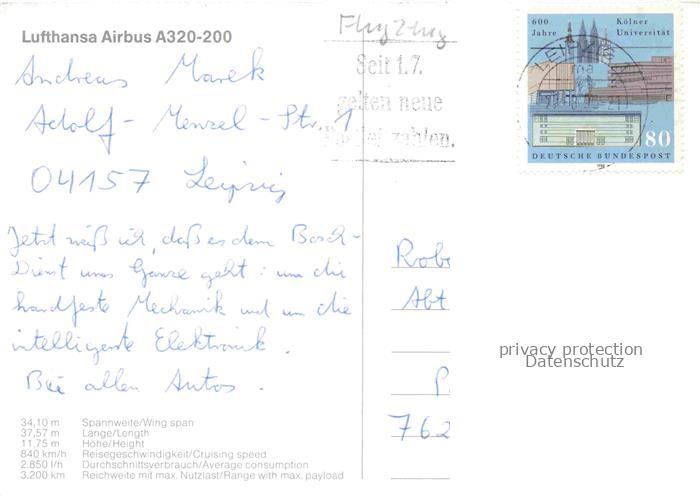 Lufthansa Airbus A320-200
Flugzeug
Andreas Marek
Adolf-Menzel-Str. 1
04157 Leipzig
Jetzt weiß ich, daß es dem Bosch-
Dienst ums Ganze geht: um die
handfeste Mechanik und um die
intelligente Elektronik.
Bei allen Autos.
34,10 m Spannweite/Wing span
37,57 m Länge/Length
11,75 m Höhe/Height
840 km/h Reisegeschwindigkeit/Cruising speed
2.850 l/h Durchschnittsverbrauch/Average consumption
3.200 km Reichweite mit max. Nutzlast/Range with max. payload
Seit 1.7.
gelten neue
Postleitzahlen.
600 Jahre
Kölner Universität
LEIPZIG
80
DEUTSCHE BUNDESPOST
Rob
Abt
P
762
privacy protection
Datenschutz